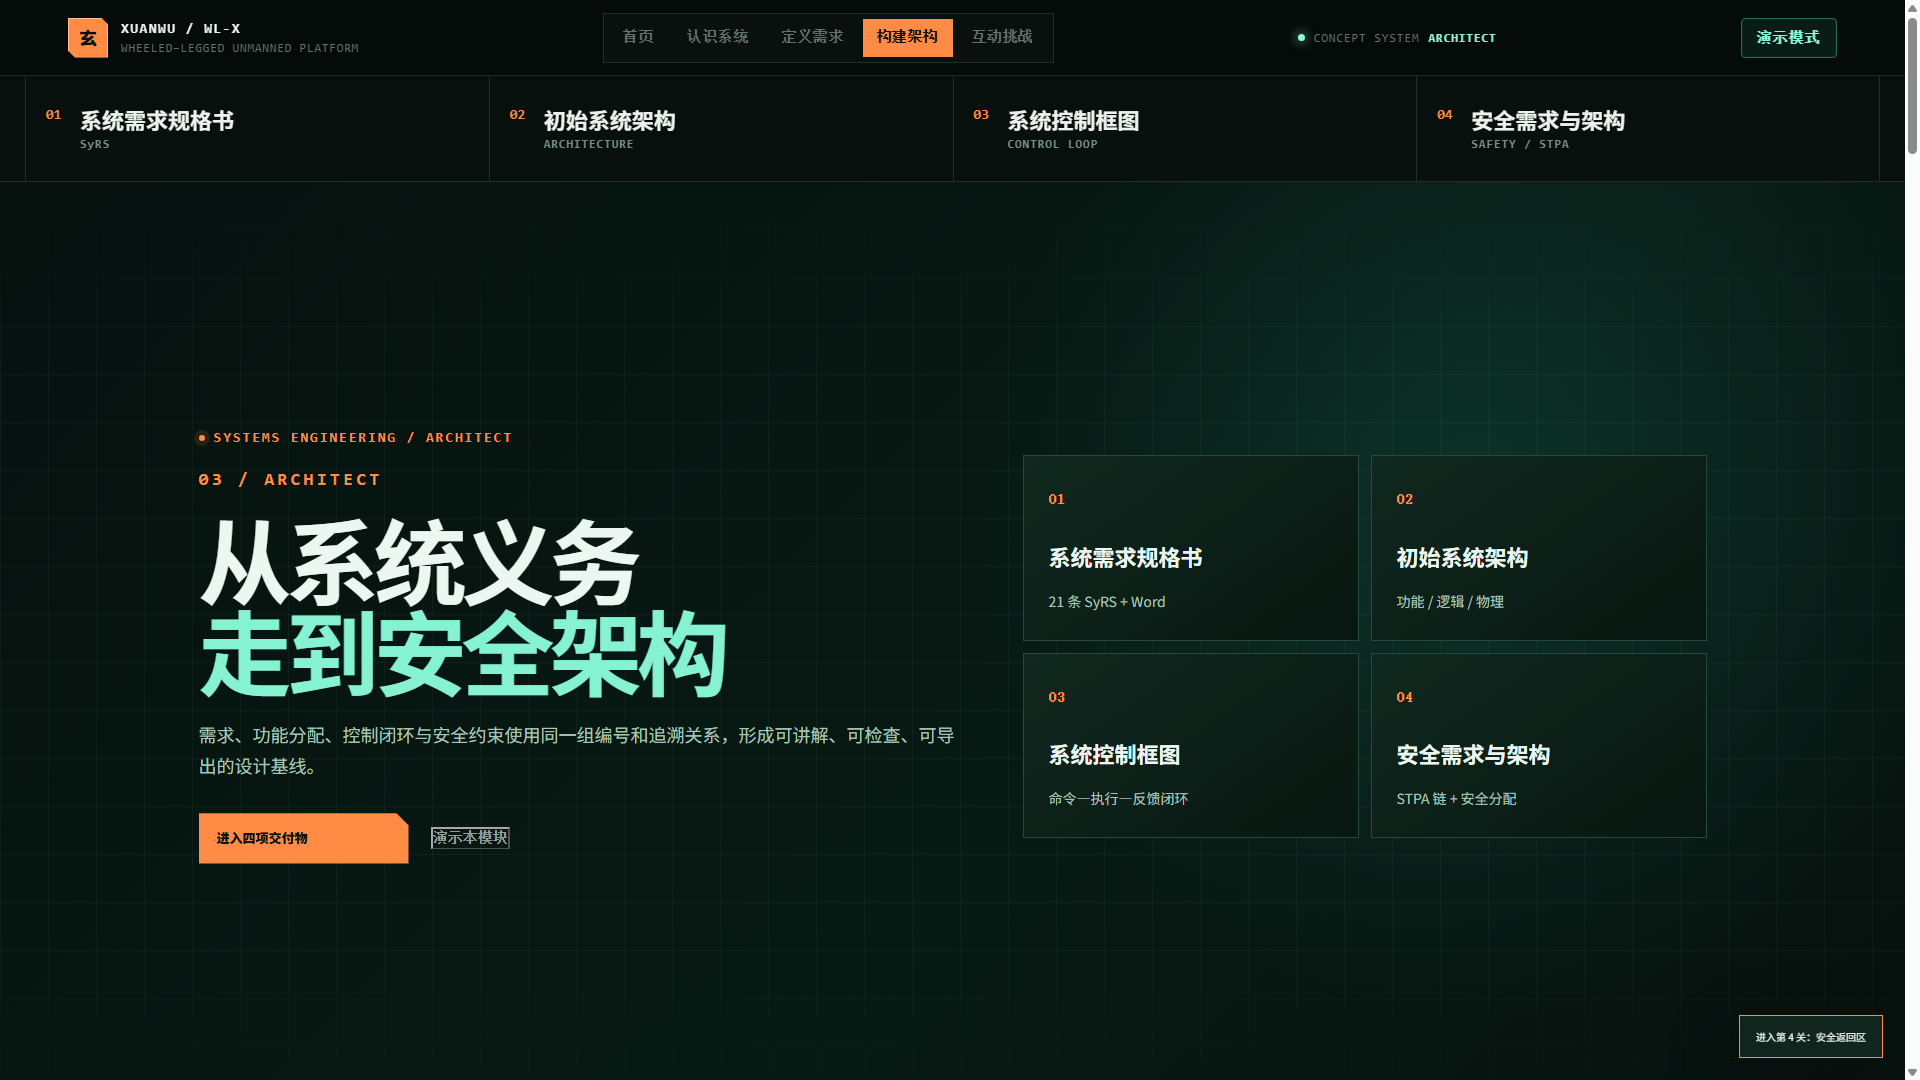 玄
XUANWU / WL-X
WHEELED-LEGGED UNMANNED PLATFORM
首页
认识系统
定义需求
构建架构
互动挑战
CONCEPT SYSTEM ARCHITECT
演示模式
01
系统需求规格书
SyRS
02
初始系统架构
ARCHITECTURE
03
系统控制框图
CONTROL LOOP
04
安全需求与架构
SAFETY / STPA
SYSTEMS ENGINEERING / ARCHITECT
03 / ARCHITECT
从系统义务
走到安全架构
需求、功能分配、控制闭环与安全约束使用同一组编号和追溯关系，形成可讲解、可检查、可导
出的设计基线。
进入四项交付物
演示本模块
01
系统需求规格书
21 条 SyRS + Word
02
初始系统架构
功能 / 逻辑 / 物理
03
系统控制框图
命令—执行—反馈闭环
04
安全需求与架构
STPA 链 + 安全分配
进入第 4 关：安全返回区